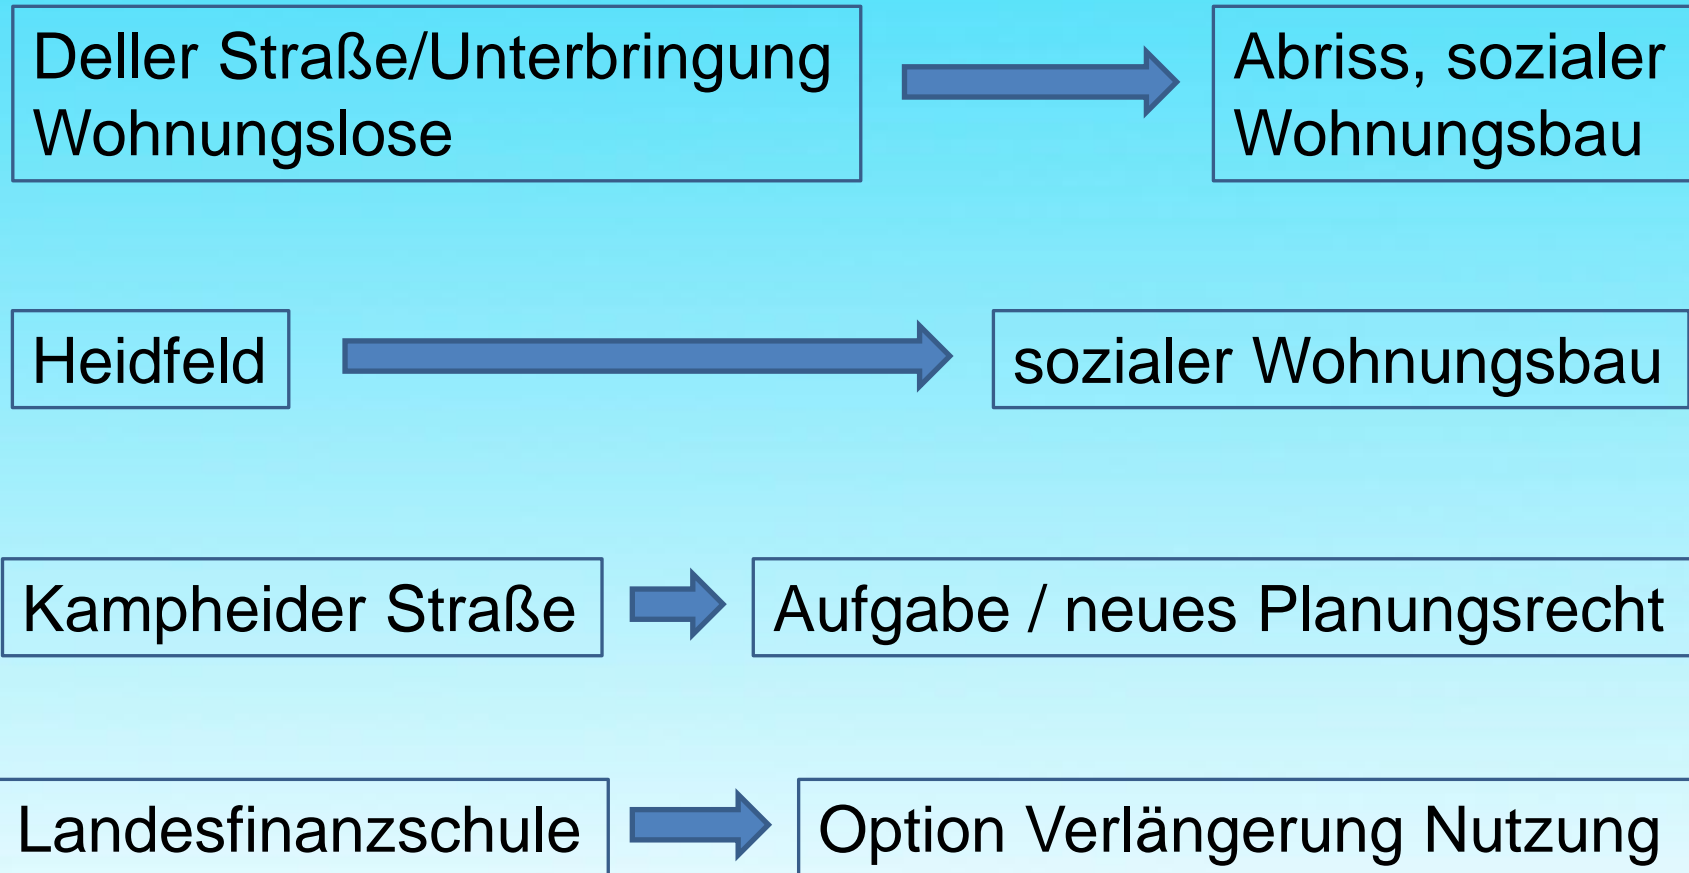 Deller Straße/Unterbringung
Wohnungslose
Abriss, sozialer
Wohnungsbau
Heidfeld
sozialer Wohnungsbau
Kampheider Straße
Aufgabe / neues Planungsrecht
Landesfinanzschule
Option Verlängerung Nutzung